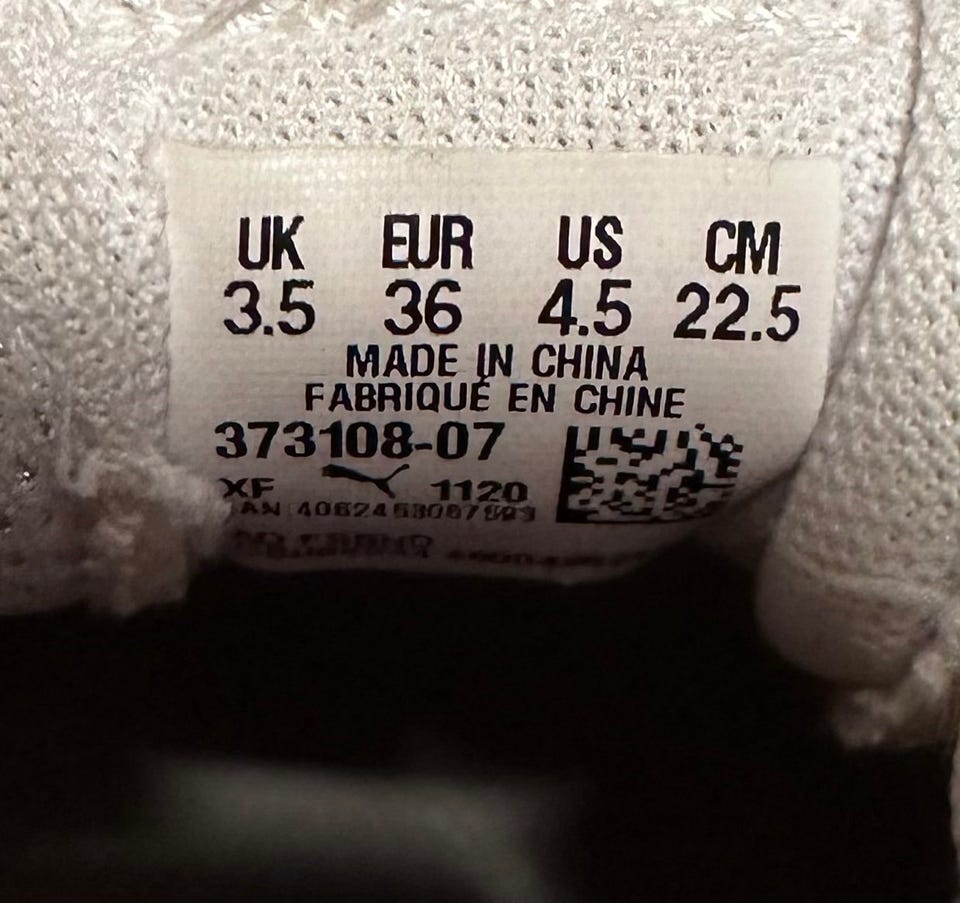 UK EUR US CM
3.5 36 4.5 22.5
MADE IN CHINA
FABRIQUÉ EN CHINE
373108-07
XF 1120